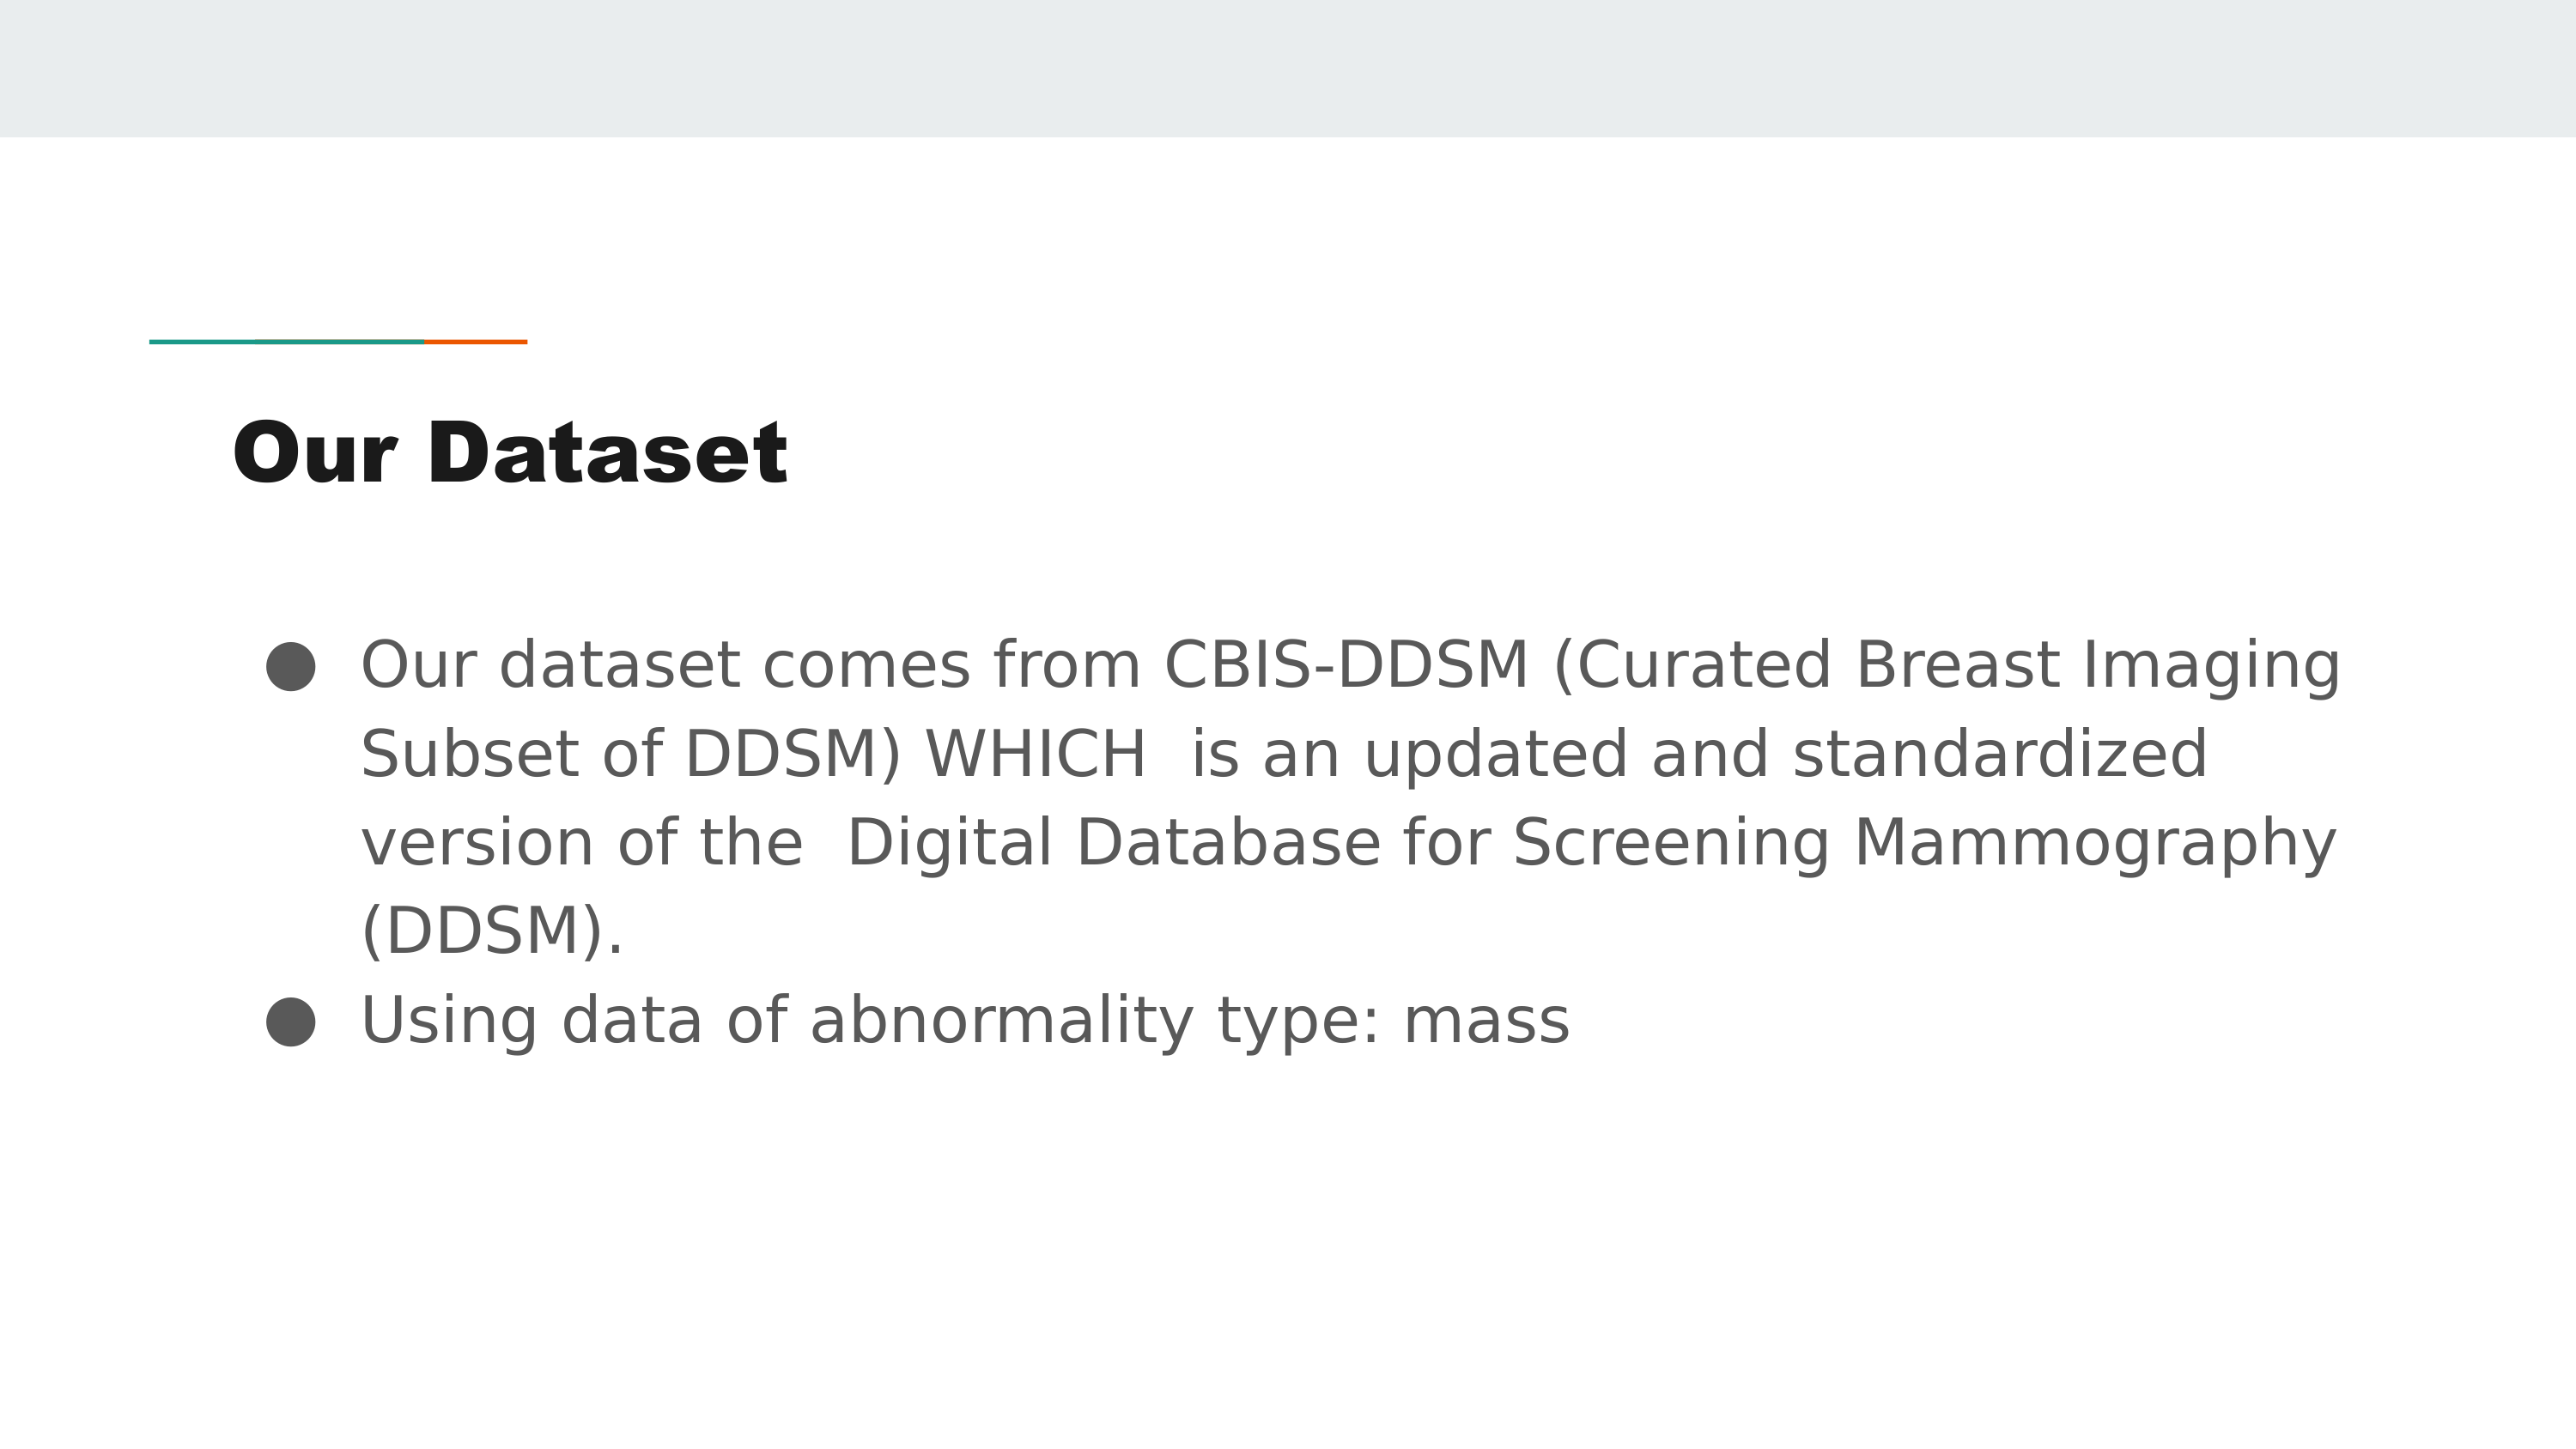 Our Dataset
● Our dataset comes from CBIS-DDSM (Curated Breast Imaging
Subset of DDSM) WHICH  is an updated and standardized
version of the  Digital Database for Screening Mammography
(DDSM).
● Using data of abnormality type: mass